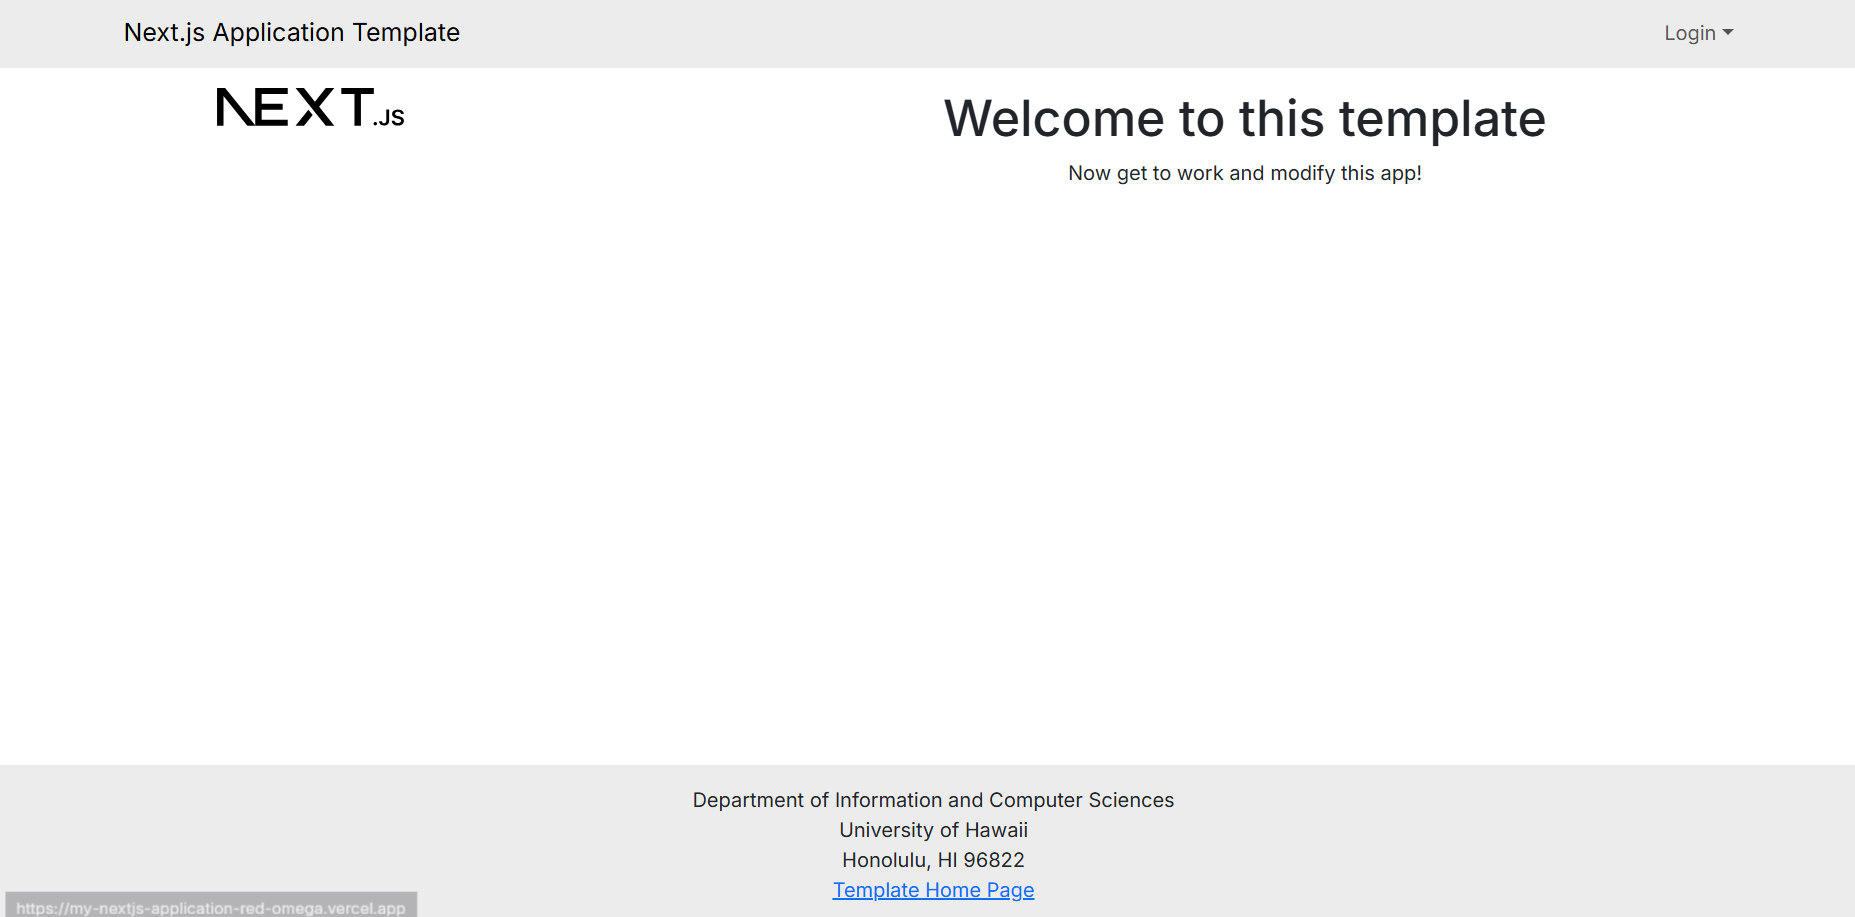 Next.js Application Template
Login
NEXT.JS
Welcome to this template
Now get to work and modify this app!
Department of Information and Computer Sciences
University of Hawaii
Honolulu, HI 96822
Template Home Page
https://my-nextjs-application-red-omega.vercel.app